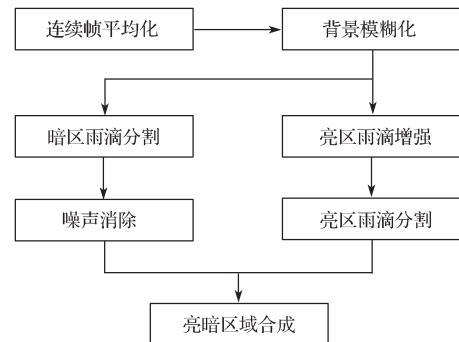 连续帧平均化
背景模糊化
暗区雨滴分割
亮区雨滴增强
噪声消除
亮区雨滴分割
亮暗区域合成